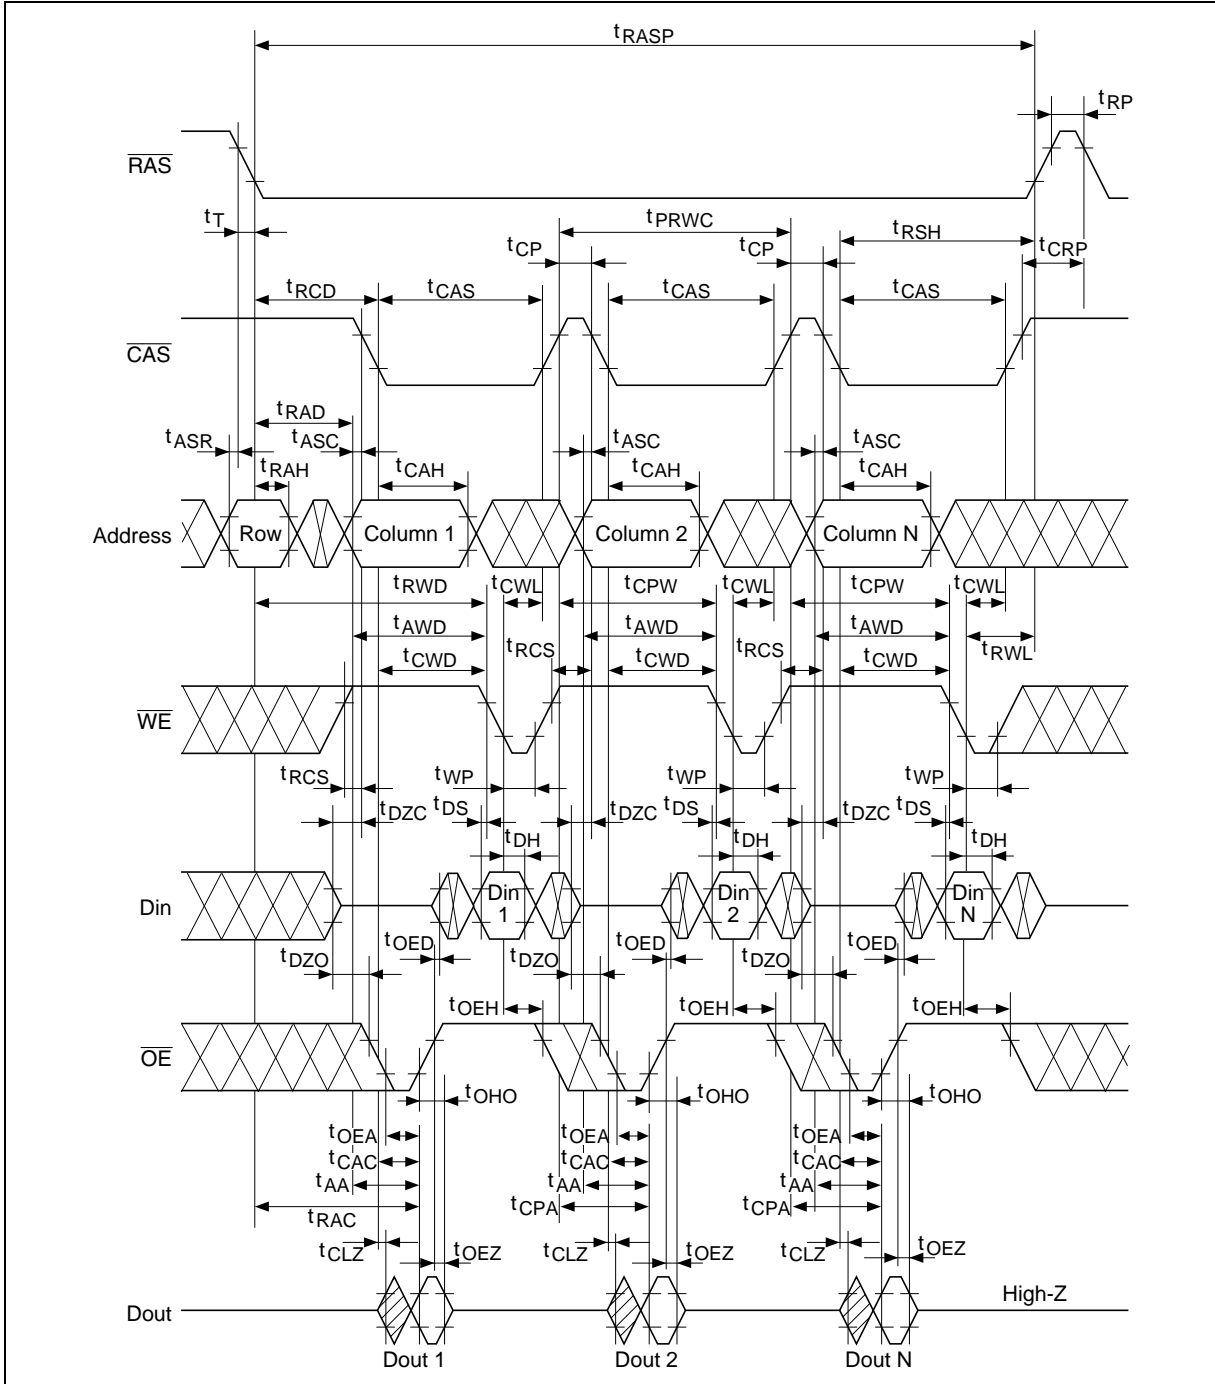 tRASP
tRP
RAS
tT
tPRWC
tRSH
tCP
tCP
tCRP
tRCD
tCAS
tCAS
tCAS
CAS
tRAD
tASR
tASC
tASC
tASC
tRAH
tCAH
tCAH
tCAH
Address
Row
Column 1
Column 2
Column N
tRWD
tCWL
tCPW
tCWL
tCPW
tCWL
tAWD
tAWD
tAWD
tRCS
tRCS
tRWL
tCWD
tCWD
tCWD
WE
tRCS
tWP
tWP
tWP
tDZC
tDS
tDZC
tDS
tDZC
tDS
tDH
tDH
tDH
Din
Din 1
Din 2
Din N
tOED
tOED
tOED
tDZO
tDZO
tDZO
tOEH
tOEH
tOEH
OE
tOHO
tOHO
tOHO
tOEA
tOEA
tOEA
tCAC
tCAC
tCAC
tAA
tAA
tAA
tRAC
tCPA
tCPA
tCLZ
tOEZ
tCLZ
tOEZ
tCLZ
tOEZ
High-Z
Dout
Dout 1
Dout 2
Dout N